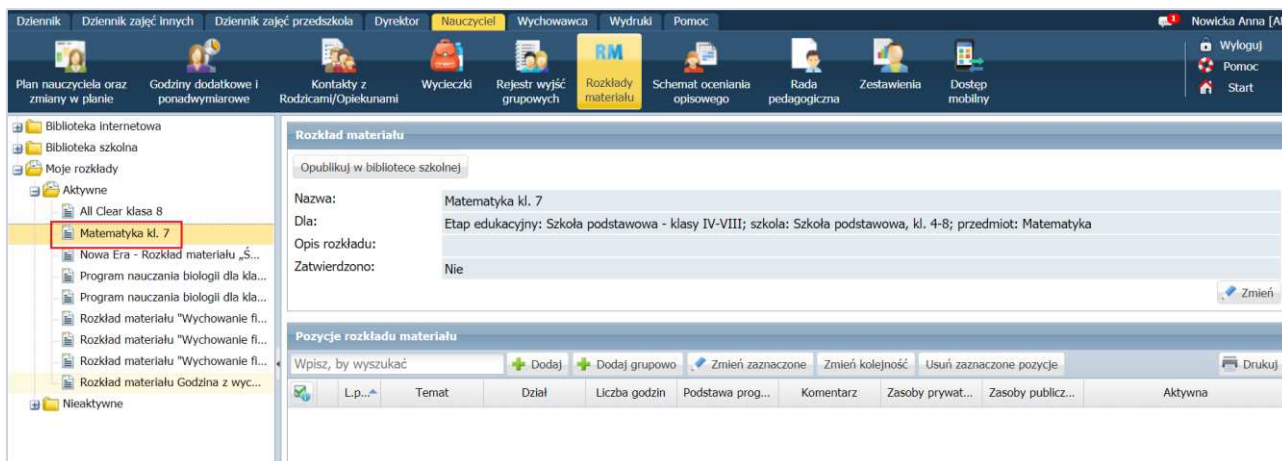 Dziennik Dziennik zajęć innych Dziennik zajęć przedszkola Dyrektor Nauczyciel Wychowawca Wydruki Pomoc 1 Nowicka Anna [A
Plan nauczyciela oraz zmiany w planie
Godziny dodatkowe i ponadwymiarowe
Kontakty z Rodzicami/Opiekunami
Wycieczki
Rejestr wyjść grupowych
RM
Rozkłady materiału
Schemat oceniania opisowego
Rada pedagogiczna
Zestawienia
Dostęp mobilny
Wyloguj
Pomoc
Start
Biblioteka internetowa
Biblioteka szkolna
Moje rozkłady
Aktywne
All Clear klasa 8
Matematyka kl. 7
Nowa Era - Rozkład materiału „Ś...
Program nauczania biologii dla kla...
Program nauczania biologii dla kla...
Rozkład materiału "Wychowanie fi...
Rozkład materiału "Wychowanie fi...
Rozkład materiału "Wychowanie fi...
Rozkład materiału Godzina z wyc...
Nieaktywne
Rozkład materiału
Opublikuj w bibliotece szkolnej
Nazwa: Matematyka kl. 7
Dla: Etap edukacyjny: Szkoła podstawowa - klasy IV-VIII; szkola: Szkoła podstawowa, kl. 4-8; przedmiot: Matematyka
Opis rozkładu:
Zatwierdzono: Nie
Zmień
Pozycje rozkładu materiału
Wpisz, by wyszukać Dodaj Dodaj grupowo Zmień zaznaczone Zmień kolejność Usuń zaznaczone pozycje Drukuj
L.p... Temat Dział Liczba godzin Podstawa prog... Komentarz Zasoby prywat... Zasoby publicz... Aktywna